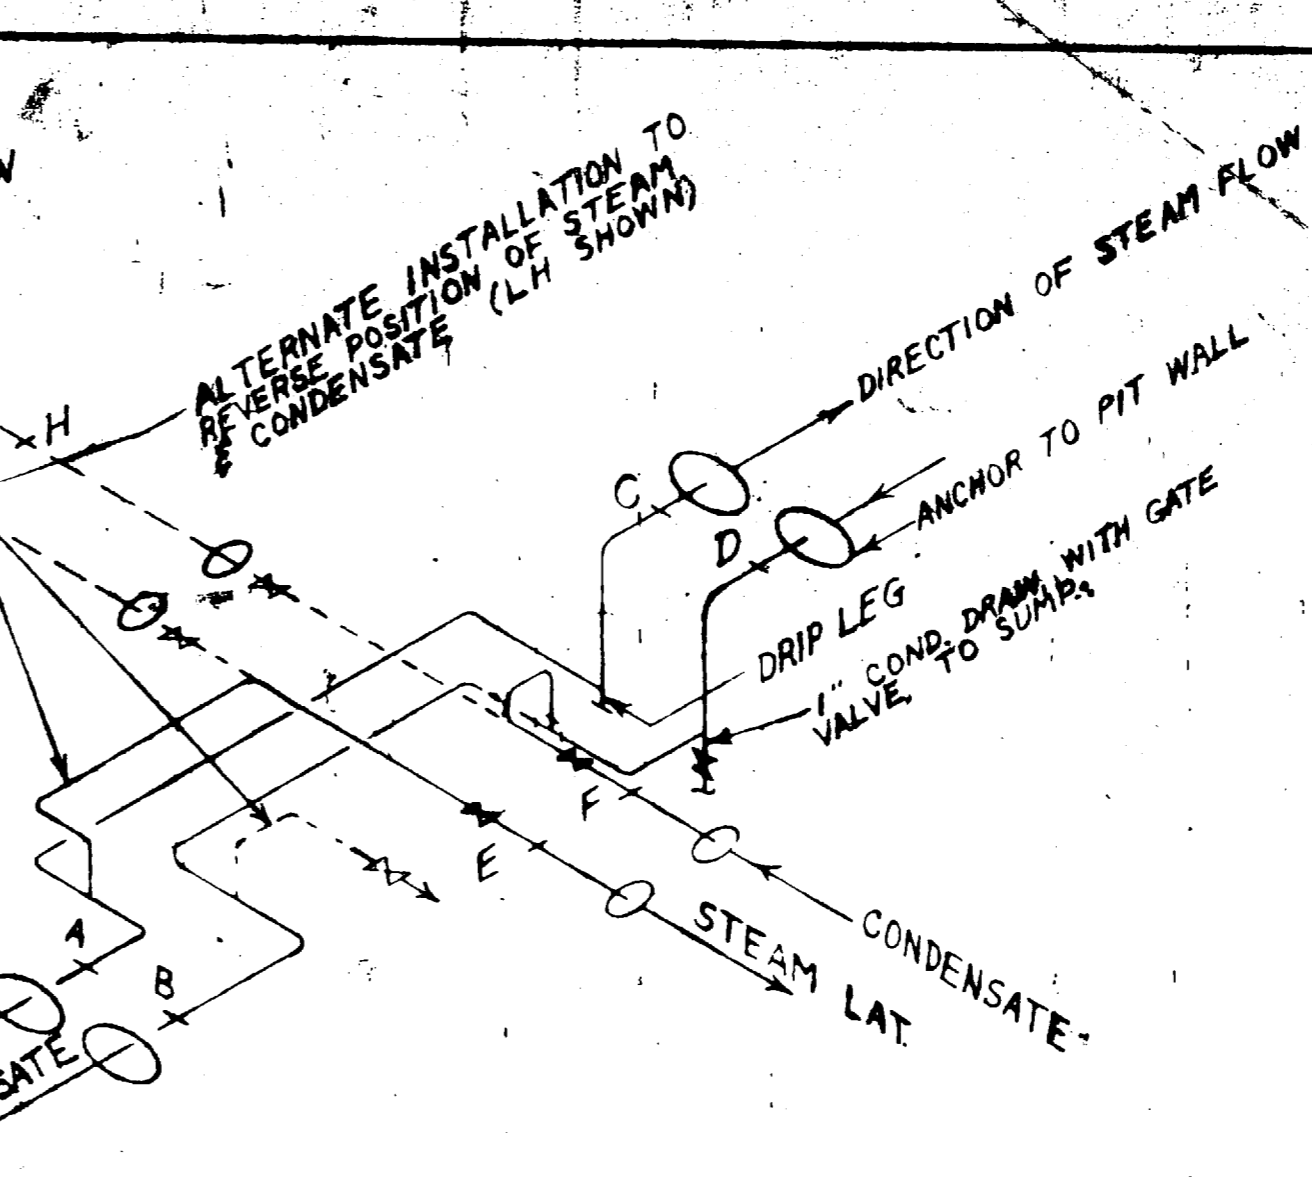 ALTERNATE INSTALLATION TO
REVERSE POSITION OF STEAM
& CONDENSATE (LH SHOWN)
DIRECTION OF STEAM FLOW
ANCHOR TO PIT WALL
H
C
D
DRIP LEG
1" COND. DRAIN WITH GATE
VALVE, TO SUMP.
F
E
A
B
STEAM LAT.
CONDENSATE
SATE